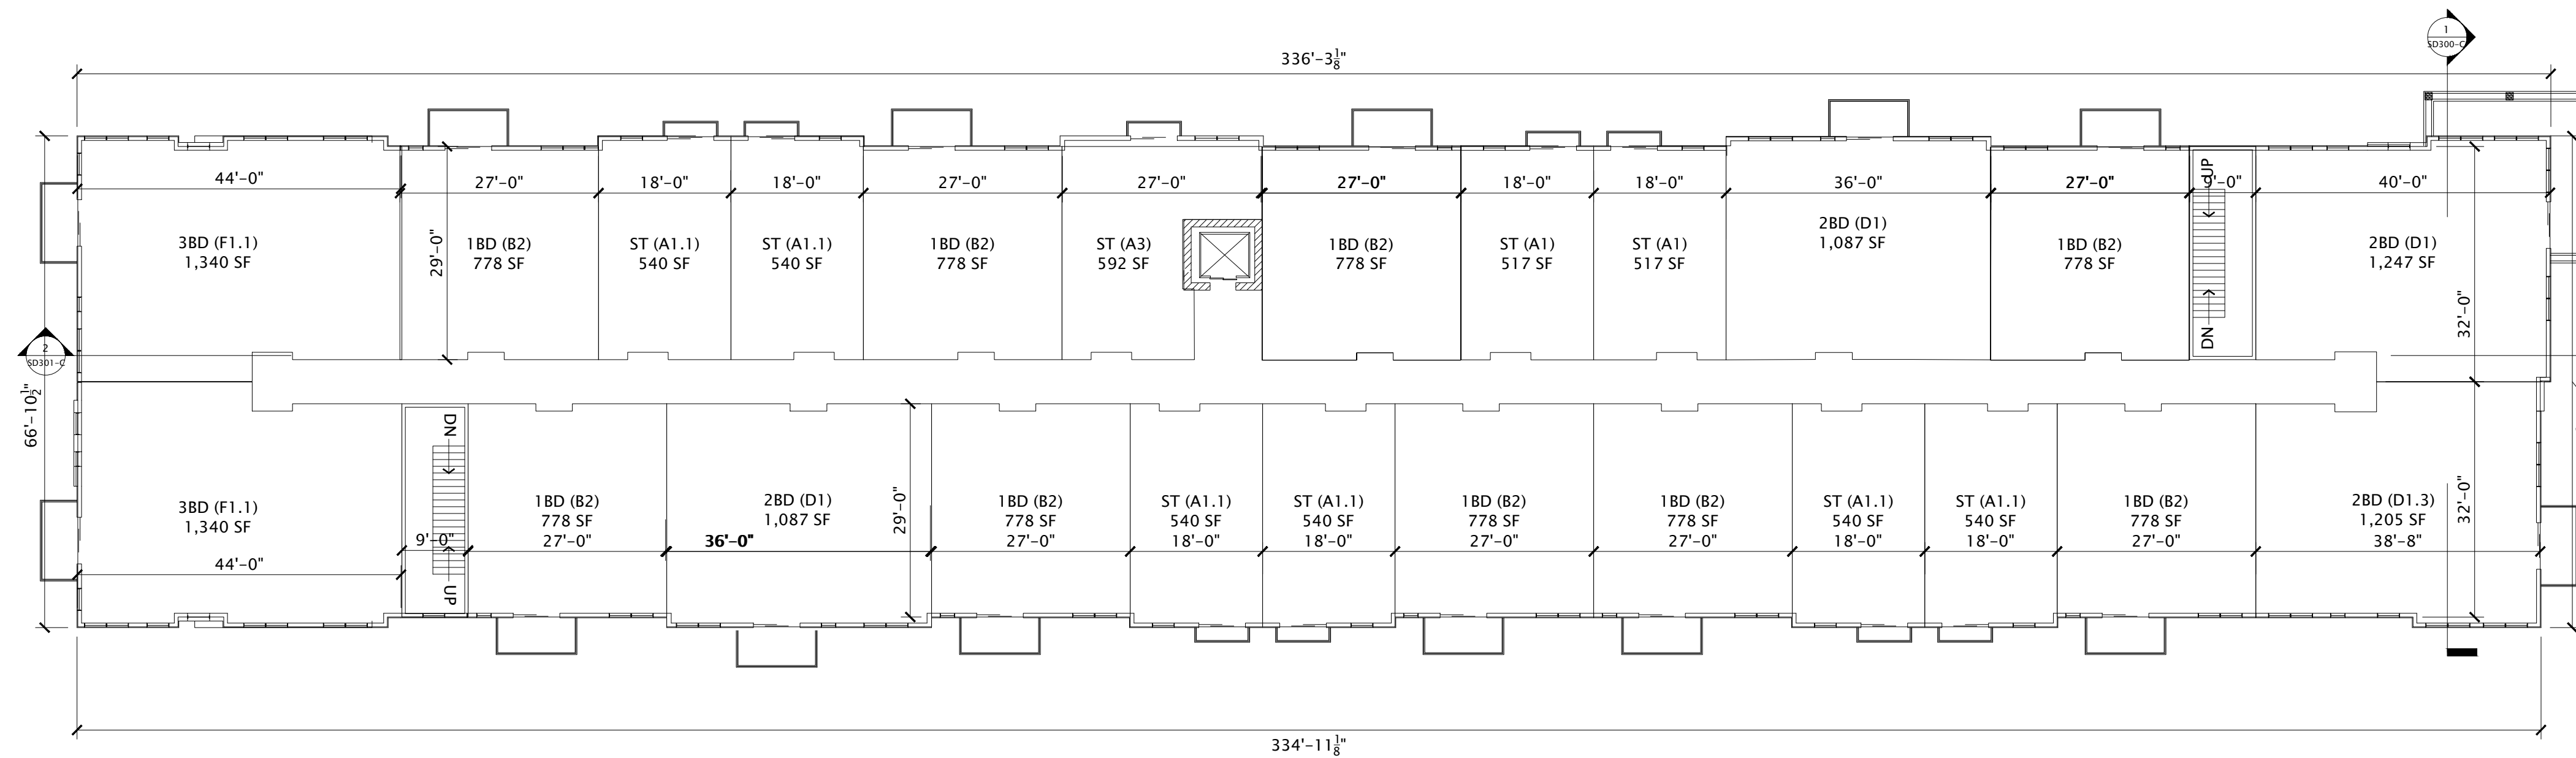 1
SD300-C
336'-3 1/8"
44'-0"
27'-0"
18'-0"
18'-0"
27'-0"
27'-0"
27'-0"
18'-0"
18'-0"
36'-0"
27'-0"
9'-0"
40'-0"
UP
3BD (F1.1)
1,340 SF
29'-0"
1BD (B2)
778 SF
ST (A1.1)
540 SF
ST (A1.1)
540 SF
1BD (B2)
778 SF
ST (A3)
592 SF
1BD (B2)
778 SF
ST (A1)
517 SF
ST (A1)
517 SF
2BD (D1)
1,087 SF
1BD (B2)
778 SF
DN
2BD (D1)
1,247 SF
32'-0"
2
SD301-C
66'-10 1/2"
3BD (F1.1)
1,340 SF
44'-0"
DN
9'-0"
UP
1BD (B2)
778 SF
27'-0"
2BD (D1)
1,087 SF
36'-0"
29'-0"
1BD (B2)
778 SF
27'-0"
ST (A1.1)
540 SF
18'-0"
ST (A1.1)
540 SF
18'-0"
1BD (B2)
778 SF
27'-0"
1BD (B2)
778 SF
27'-0"
ST (A1.1)
540 SF
18'-0"
ST (A1.1)
540 SF
18'-0"
1BD (B2)
778 SF
27'-0"
2BD (D1.3)
1,205 SF
38'-8"
32'-0"
334'-11 1/8"